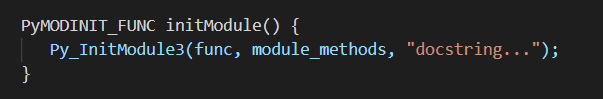 PyMODINIT_FUNC initModule() {
Py_InitModule3(func, module_methods, "docstring...");
}